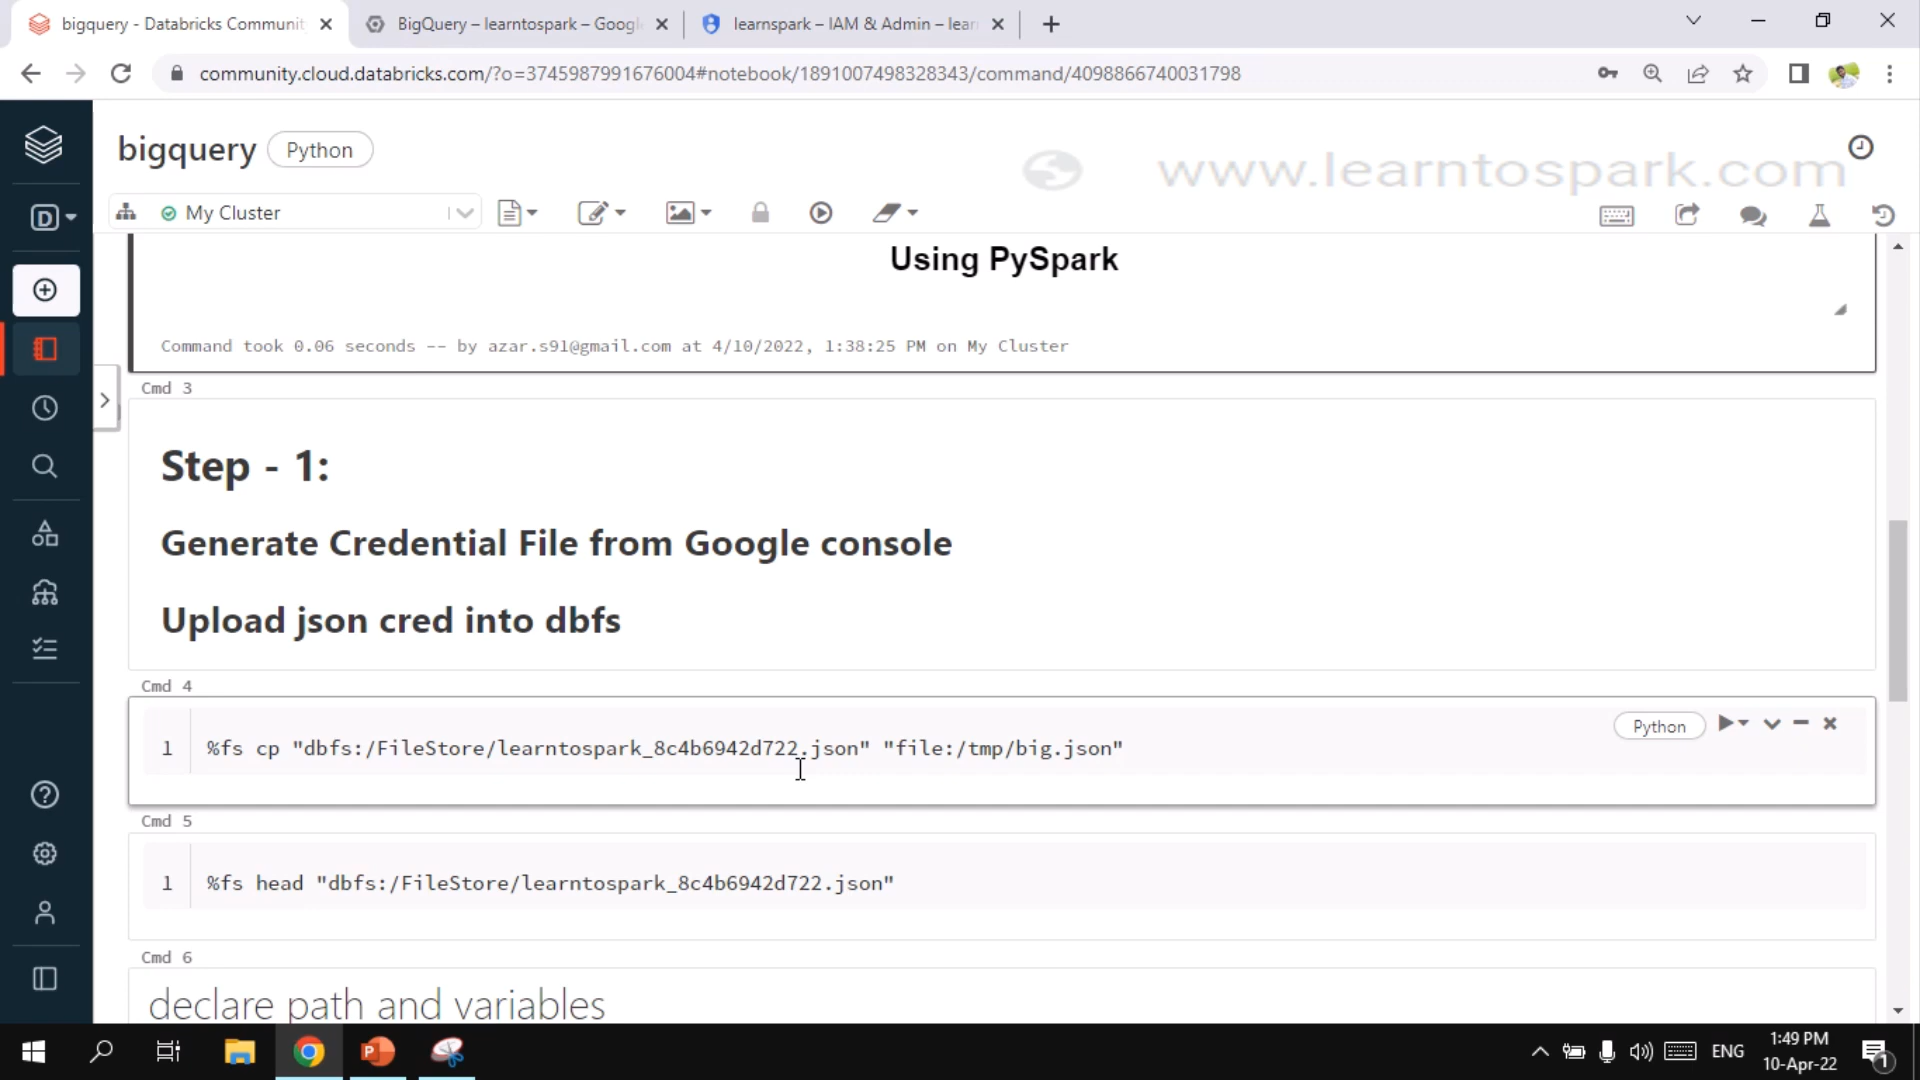 bigquery - Databricks Communit
BigQuery – learntospark – Googl
learnspark – IAM & Admin – lear
community.cloud.databricks.com/?o=3745987991676004#notebook/1891007498328343/command/4098866740031798
bigquery Python
www.learntospark.com
D
My Cluster
Using PySpark
Command took 0.06 seconds -- by azar.s91@gmail.com at 4/10/2022, 1:38:25 PM on My Cluster
Cmd 3
Step - 1:
Generate Credential File from Google console
Upload json cred into dbfs
Cmd 4
Python
1 %fs cp "dbfs:/FileStore/learntospark_8c4b6942d722.json" "file:/tmp/big.json"
Cmd 5
1 %fs head "dbfs:/FileStore/learntospark_8c4b6942d722.json"
Cmd 6
declare path and variables
P
ENG
1:49 PM
10-Apr-22
1